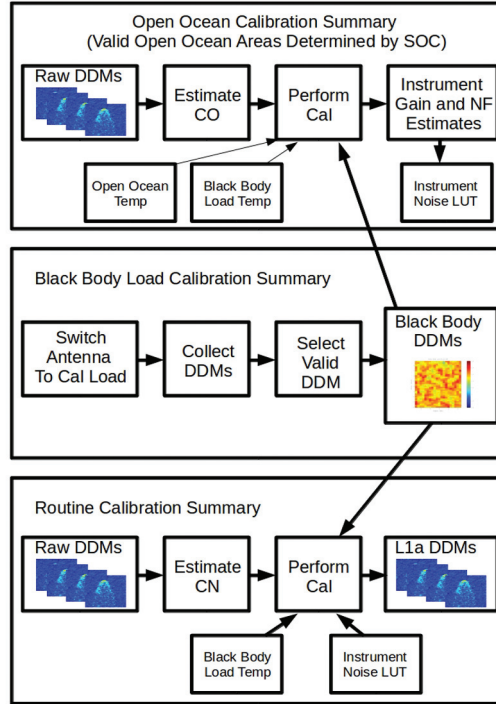 Open Ocean Calibration Summary
(Valid Open Ocean Areas Determined by SOC)
Raw DDMs
Estimate
CO
Perform
Cal
Instrument
Gain and NF
Estimates
Open Ocean
Temp
Black Body
Load Temp
Instrument
Noise LUT
Black Body Load Calibration Summary
Switch
Antenna
To Cal Load
Collect
DDMs
Select
Valid
DDM
Black Body
DDMs
Routine Calibration Summary
Raw DDMs
Estimate
CN
Perform
Cal
L1a DDMs
Black Body
Load Temp
Instrument
Noise LUT